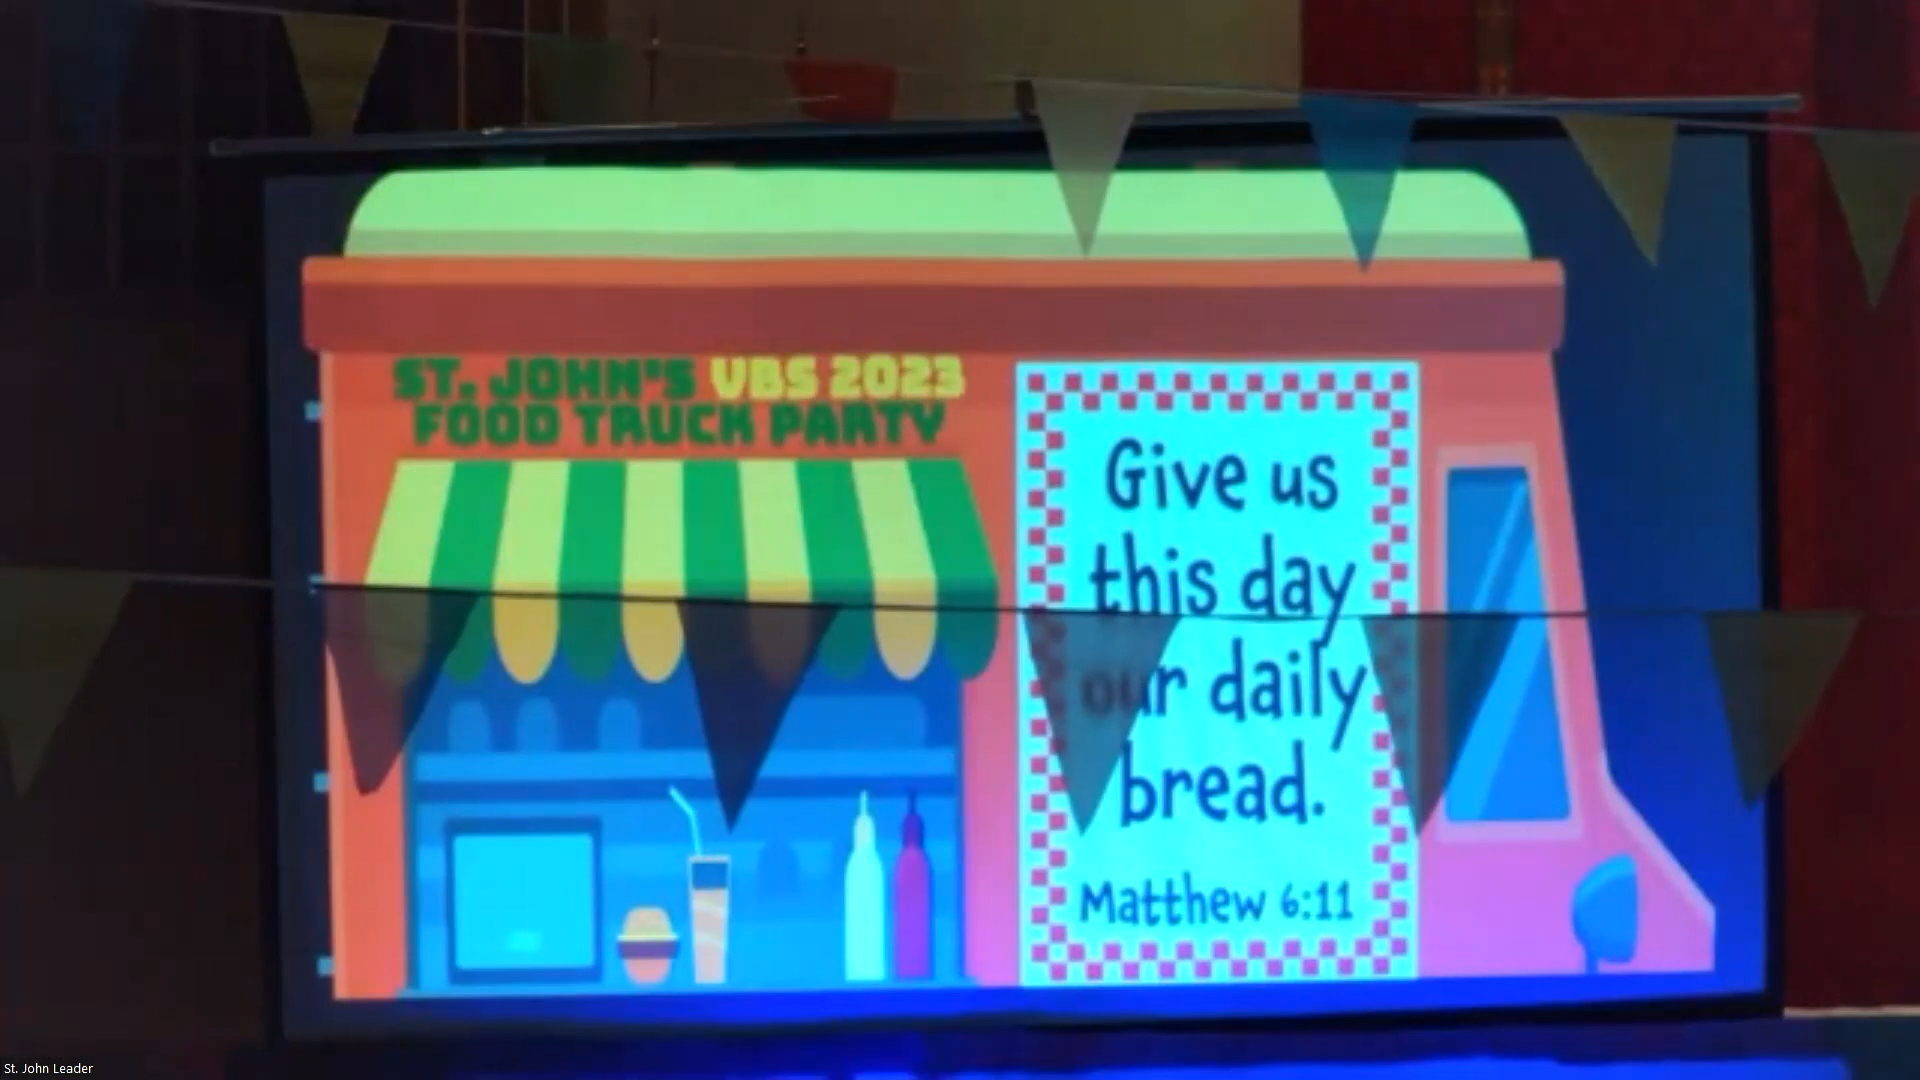 ST. JOHN'S VBS 2023
FOOD TRUCK PARTY
Give us
this day
our daily
bread.
Matthew 6:11
St. John Leader